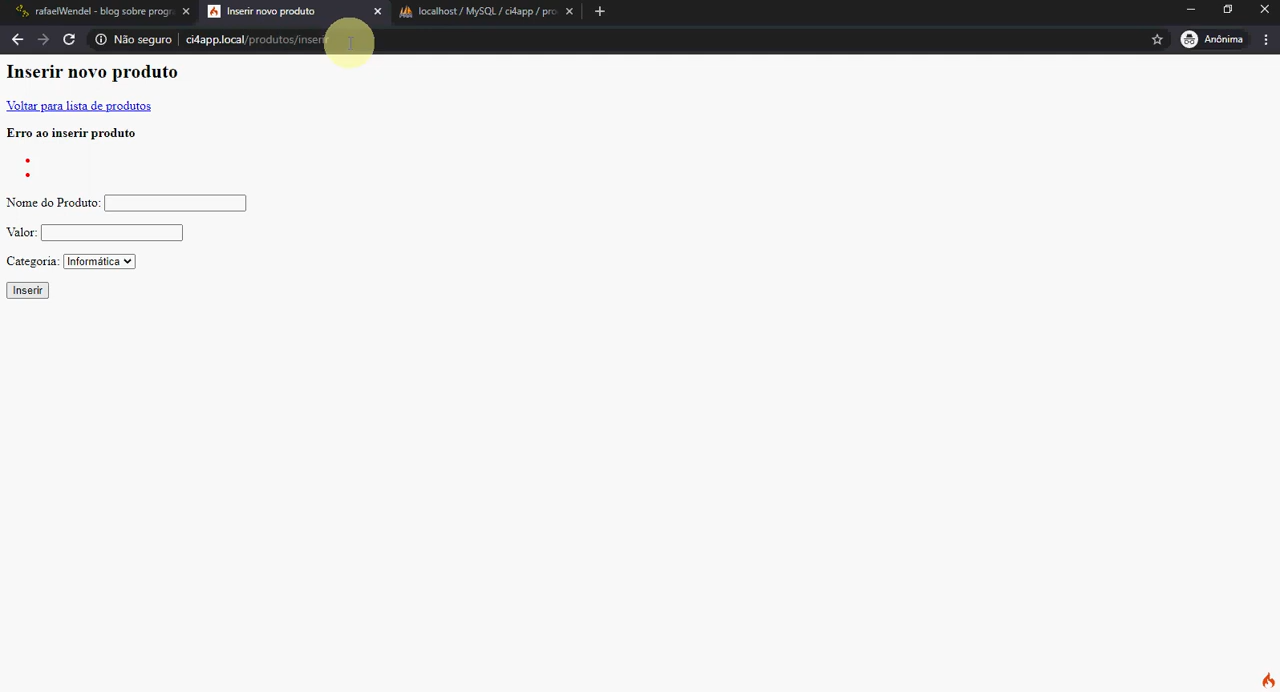 rafaelWendel - blog sobre progr
Inserir novo produto
localhost / MySQL / ci4app / pro
Não seguro
ci4app.local/produtos/inserir
Anônima
Inserir novo produto
Voltar para lista de produtos
Erro ao inserir produto
Nome do Produto:
Valor:
Categoria: Informática
Inserir